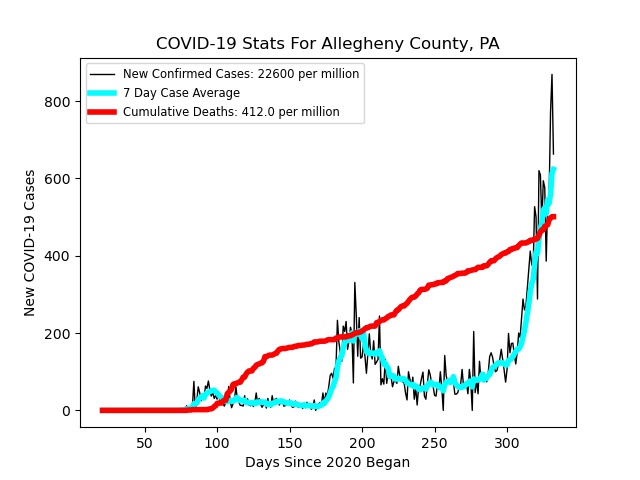 COVID-19 Stats For Allegheny County, PA
New Confirmed Cases: 22600 per million
7 Day Case Average
Cumulative Deaths: 412.0 per million
New COVID-19 Cases
800
600
400
200
0
50
100
150
200
250
300
Days Since 2020 Began